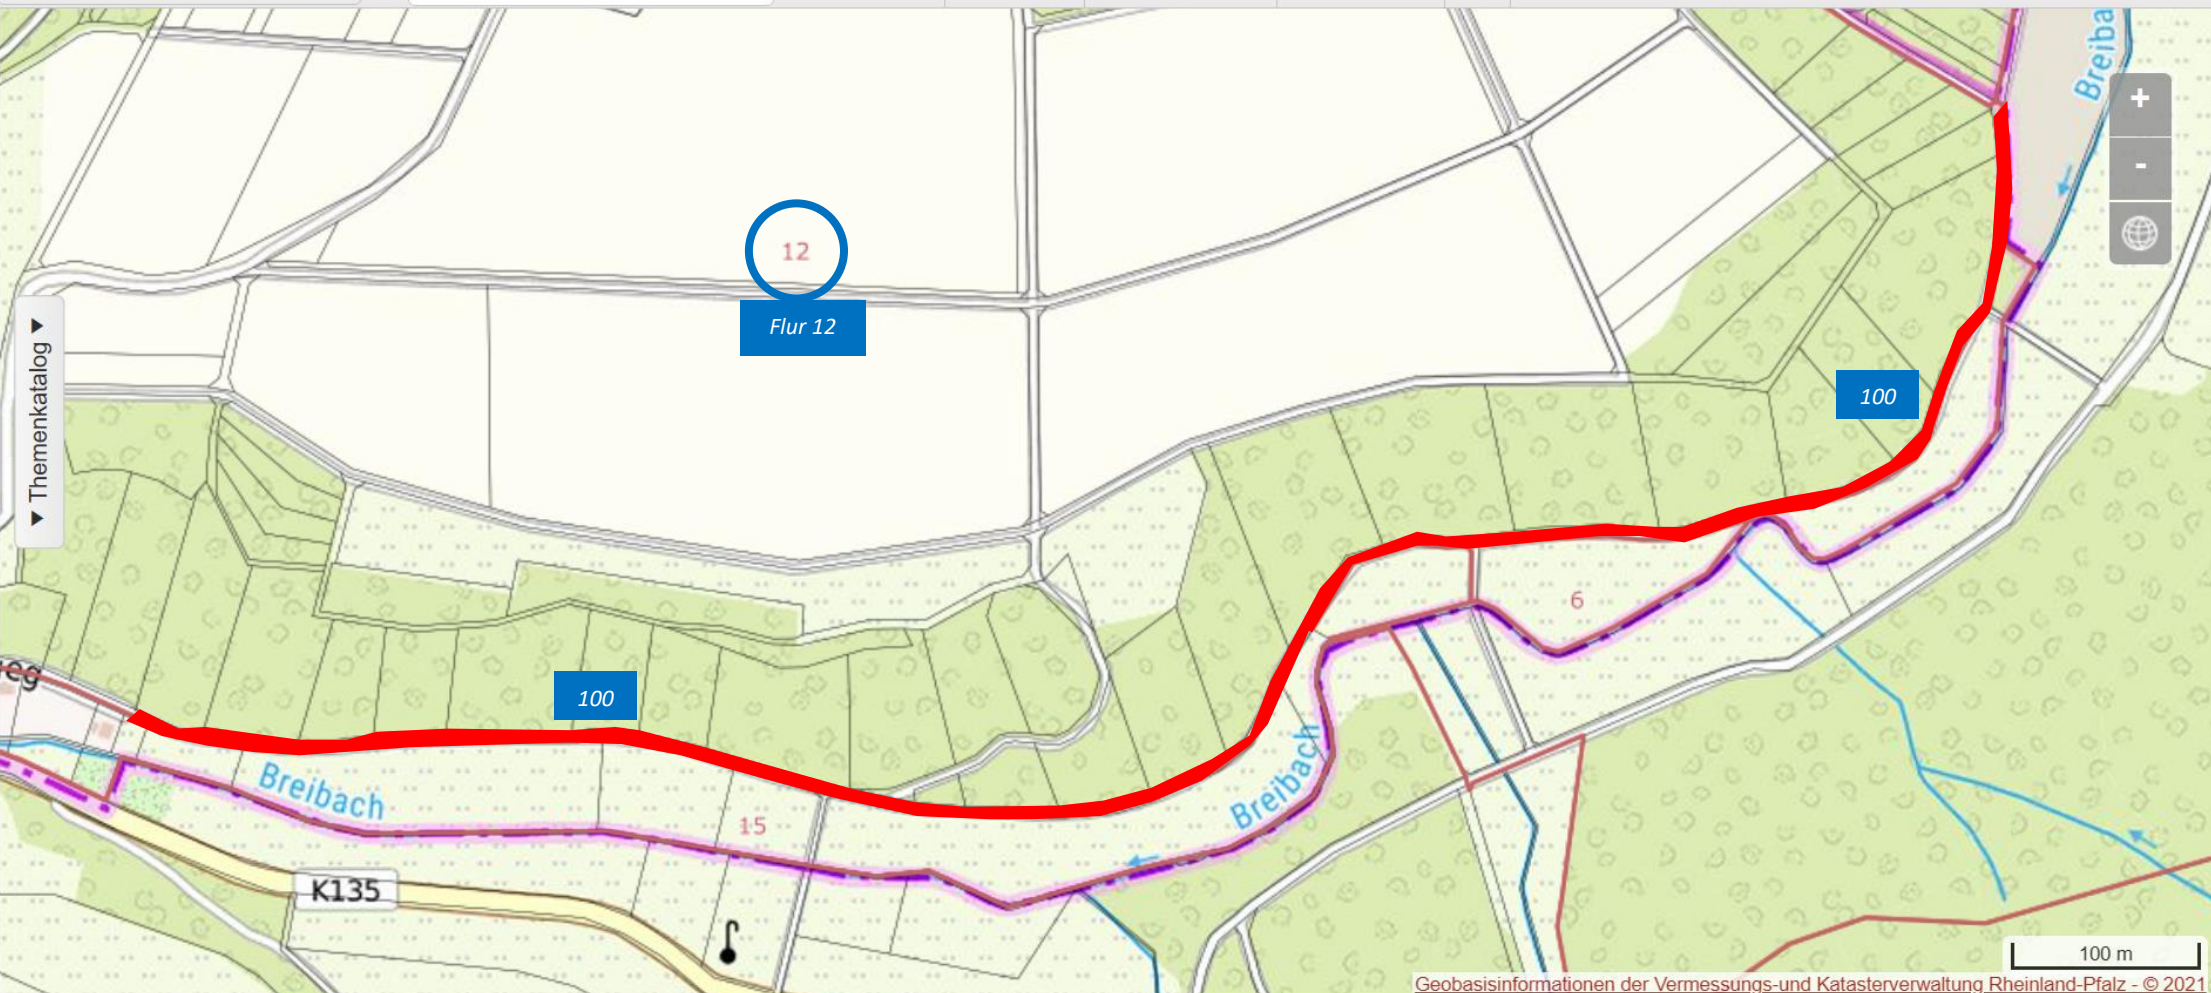 Breiba
+
-
12
Flur 12
▼ Themenkatalog ▼
100
6
eg
100
Breibach
Breibach
15
K135
100 m
Geobasisinformationen der Vermessungs-und Katasterverwaltung Rheinland-Pfalz - © 2021